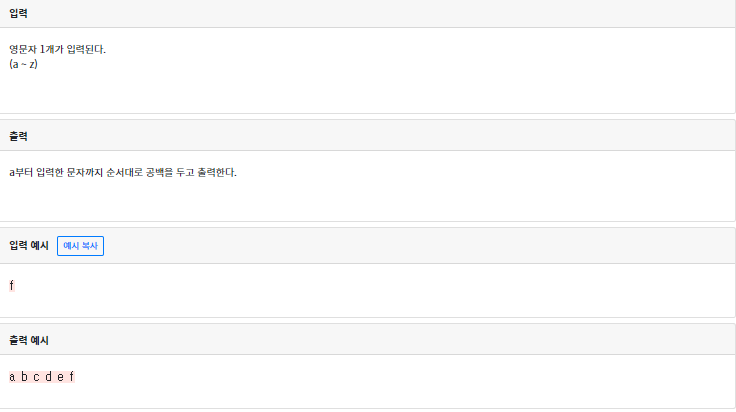 입력
영문자 1개가 입력된다.
(a ~ z)
출력
a부터 입력한 문자까지 순서대로 공백을 두고 출력한다.
입력 예시 예시 복사
f
출력 예시
a b c d e f